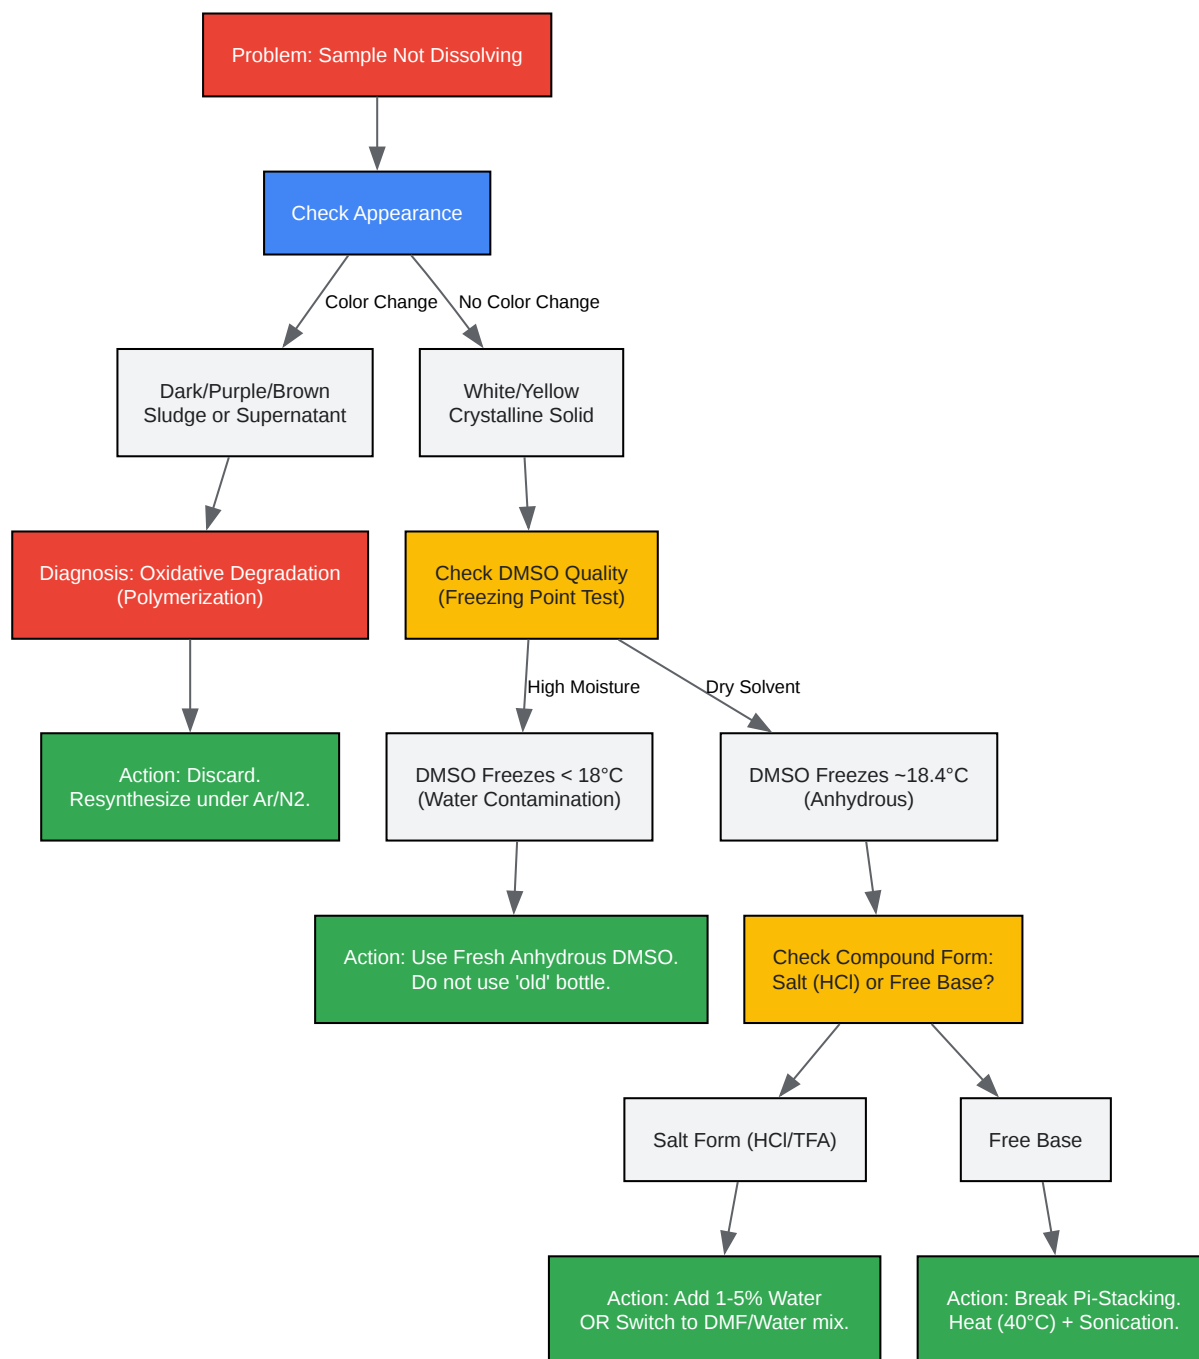 Problem: Sample Not Dissolving
Check Appearance
Color Change
No Color Change
Dark/Purple/Brown
Sludge or Supernatant
White/Yellow
Crystalline Solid
Diagnosis: Oxidative Degradation
(Polymerization)
Check DMSO Quality
(Freezing Point Test)
High Moisture
Dry Solvent
Action: Discard.
Resynthesize under Ar/N2.
DMSO Freezes < 18°C
(Water Contamination)
DMSO Freezes ~18.4°C
(Anhydrous)
Action: Use Fresh Anhydrous DMSO.
Do not use 'old' bottle.
Check Compound Form:
Salt (HCl) or Free Base?
Salt Form (HCl/TFA)
Free Base
Action: Add 1-5% Water
OR Switch to DMF/Water mix.
Action: Break Pi-Stacking.
Heat (40°C) + Sonication.